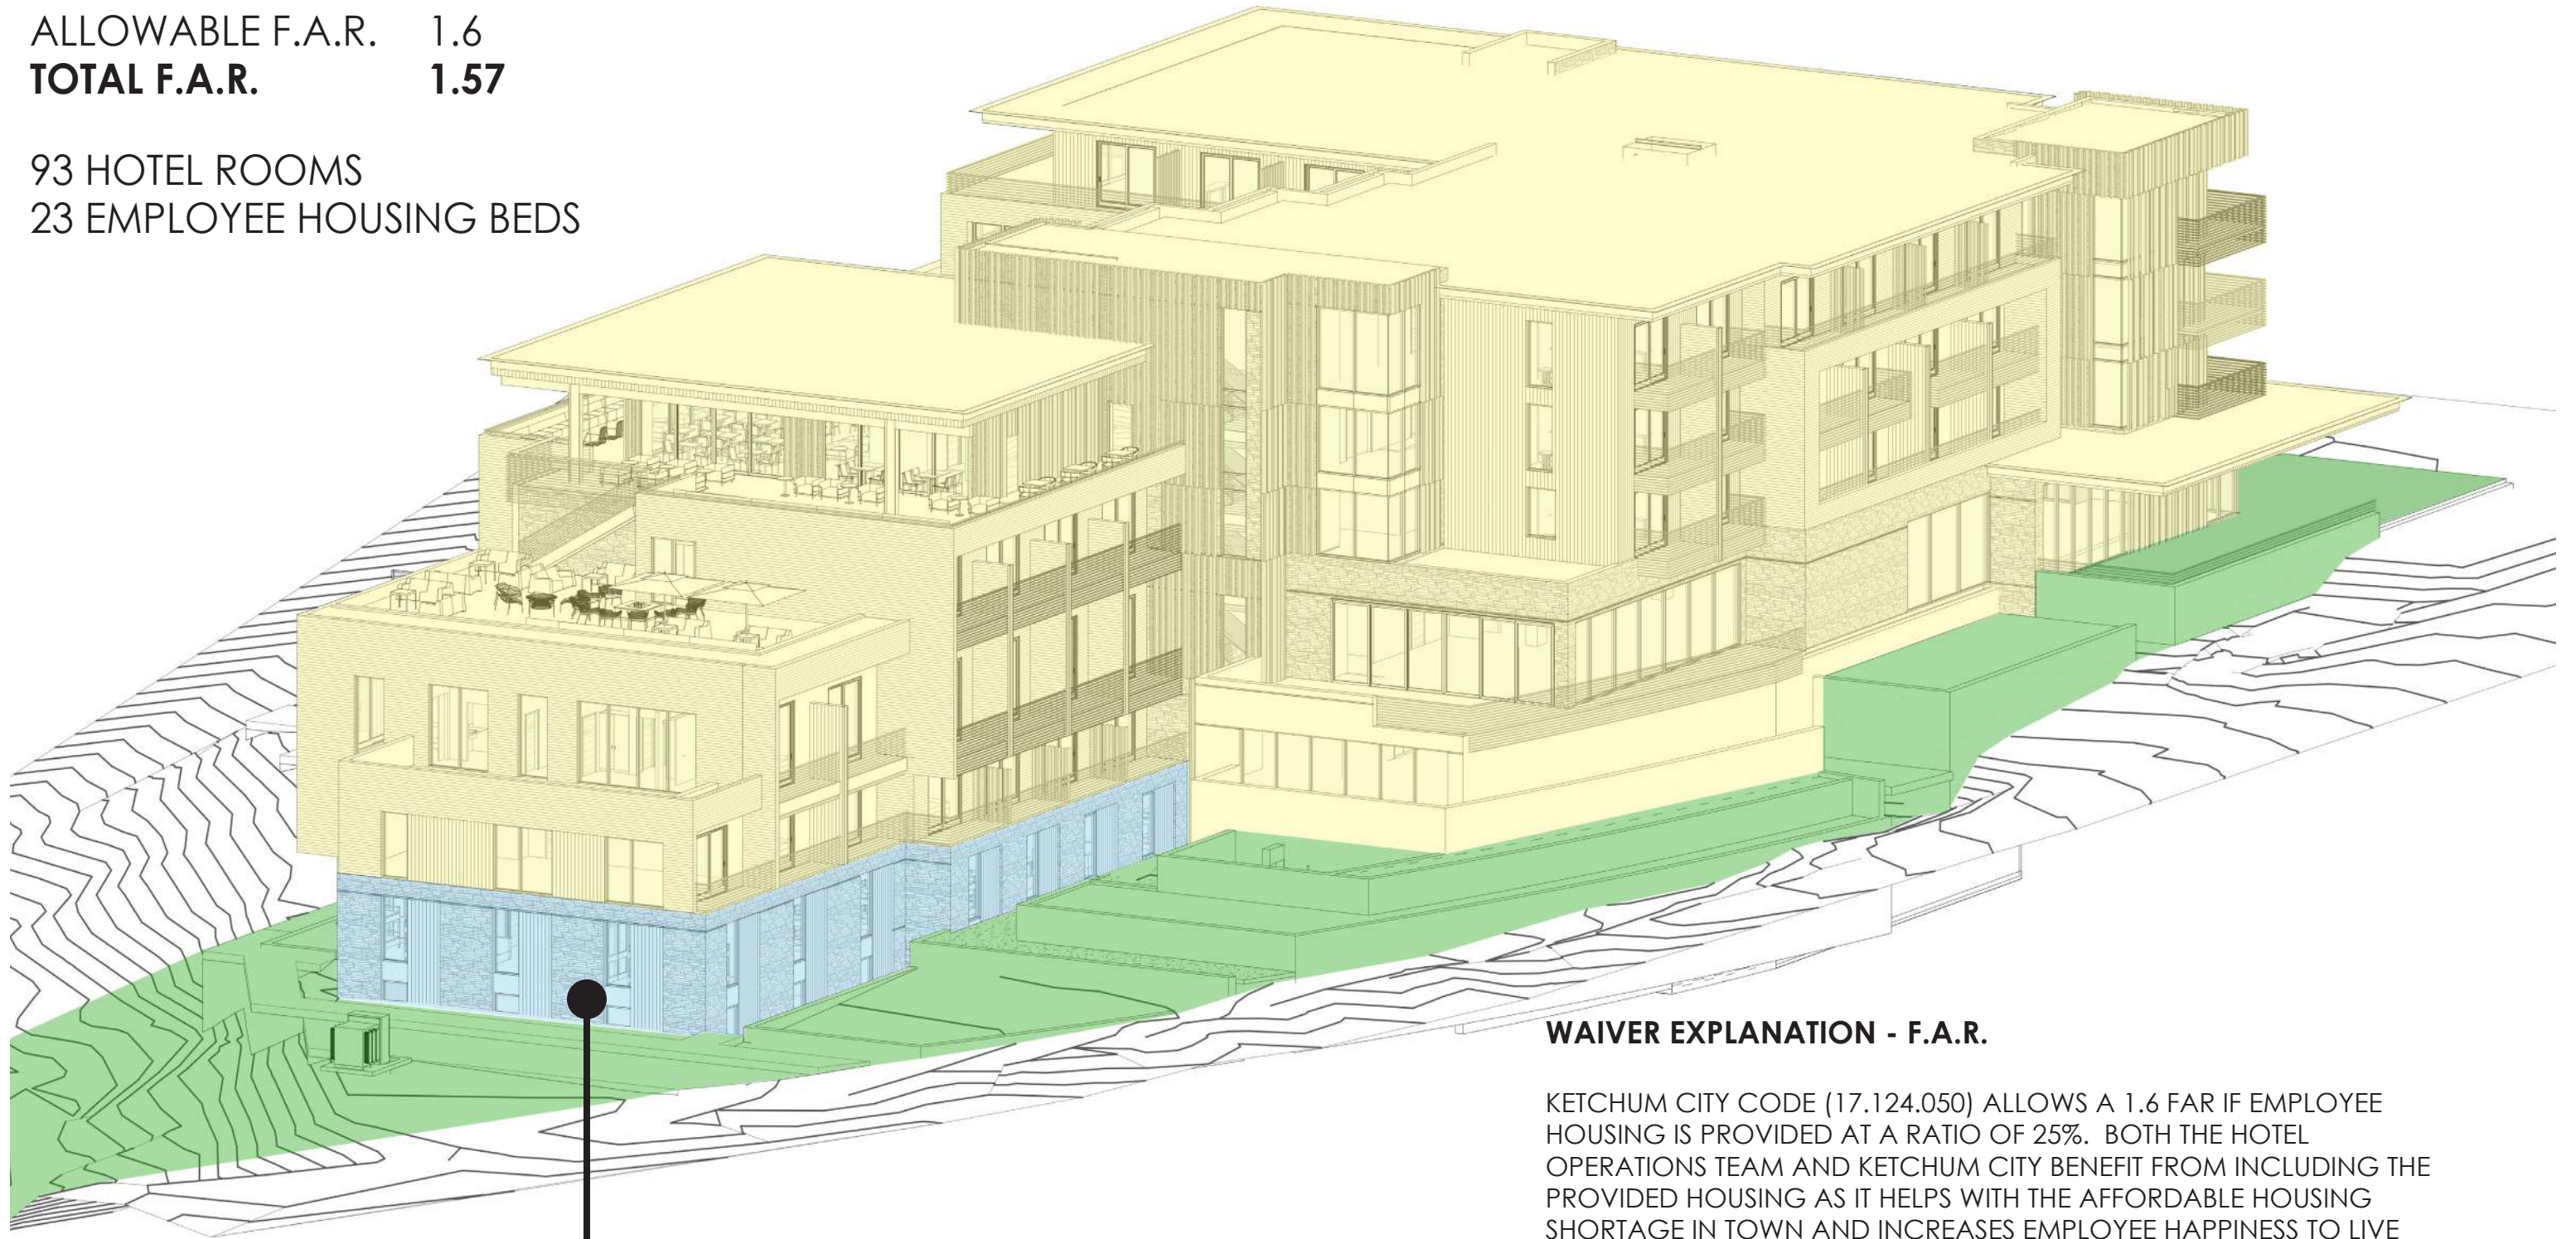 ALLOWABLE F.A.R. 1.6
TOTAL F.A.R. 1.57
93 HOTEL ROOMS
23 EMPLOYEE HOUSING BEDS
WAIVER EXPLANATION - F.A.R.
KETCHUM CITY CODE (17.124.050) ALLOWS A 1.6 FAR IF EMPLOYEE
HOUSING IS PROVIDED AT A RATIO OF 25%. BOTH THE HOTEL
OPERATIONS TEAM AND KETCHUM CITY BENEFIT FROM INCLUDING THE
PROVIDED HOUSING AS IT HELPS WITH THE AFFORDABLE HOUSING
SHORTAGE IN TOWN AND INCREASES EMPLOYEE HAPPINESS TO LIVE